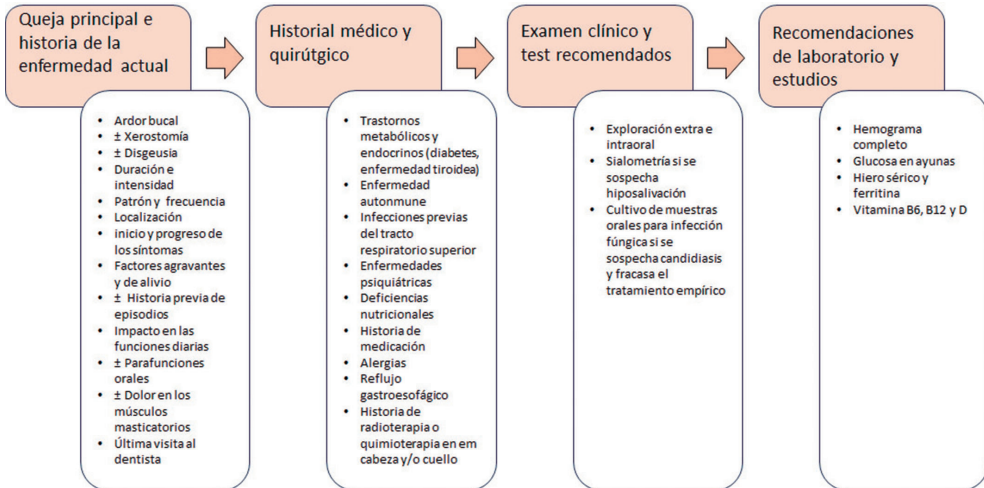 Queja principal e
historia de la
enfermedad actual
• Ardor bucal
• ± Xerostomía
• ± Disgeusia
• Duración e
intensidad
• Patrón y frecuencia
• Localización
• inicio y progreso de
los síntomas
• Factores agravantes
y de alivio
• ± Historia previa de
episodios
• Impacto en las
funciones diarias
• ± Parafunciones
orales
• ± Dolor en los
músculos
masticatorios
• Última visita al
dentista
Historial médico y
quirútgico
• Trastornos
metabólicos y
endocrinos (diabetes,
enfermedad tiroidea)
• Enfermedad
autonmune
• Infecciones previas
del tracto
respiratorio superior
• Enfermedades
psiquiátricas
• Deficiencias
nutricionales
• Historia de
medicación
• Alergias
• Reflujo
gastroesofágico
• Historia de
radioterapia o
quimioterapia en em
cabeza y/o cuello
Examen clínico y
test recomendados
• Exploración extra e
intraoral
• Sialometría si se
sospecha
hiposalivación
• Cultivo de muestras
orales para infección
fúngica si se
sospecha candidiasis
y fracasa el
tratamiento empírico
Recomendaciones
de laboratorio y
estudios
• Hemograma
completo
• Glucosa en ayunas
• Hiero sérico y
ferritina
• Vitamina B6, B12 y D